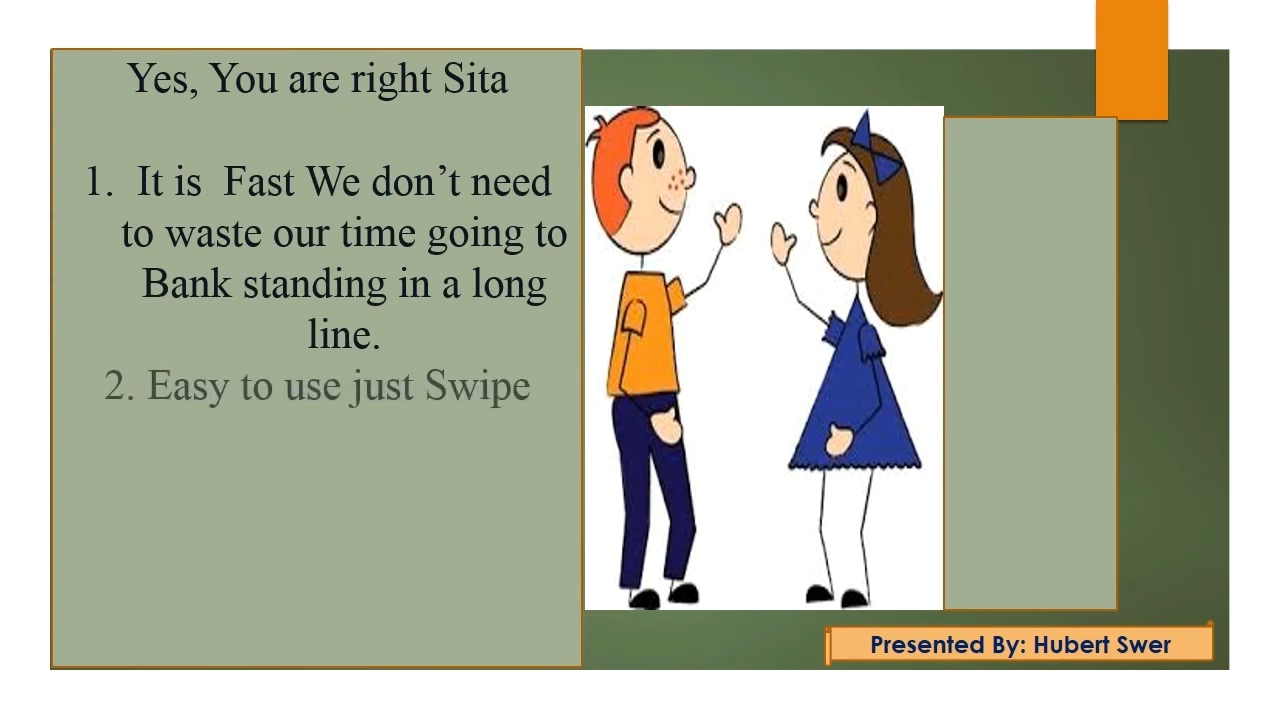 Yes, You are right Sita
1. It is  Fast We don’t need
to waste our time going to
Bank standing in a long
line.
2. Easy to use just Swipe
Presented By: Hubert Swer